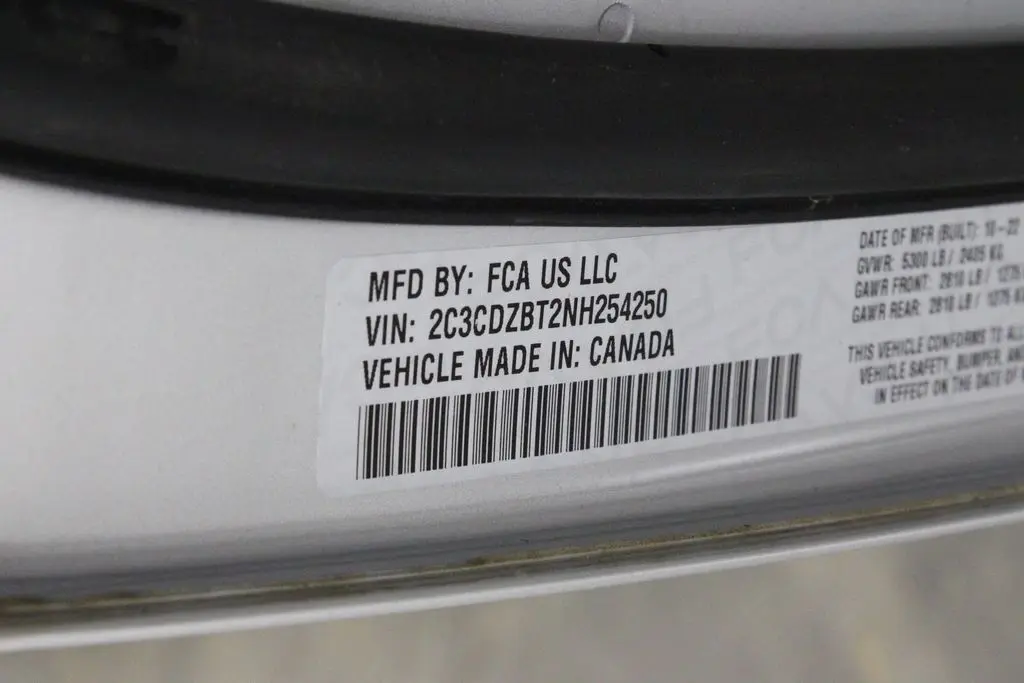 MFD BY: FCA US LLC
VIN: 2C3CDZBT2NH254250
VEHICLE MADE IN: CANADA
DATE OF MFR (BUILT): 10-22
GVWR: 5300 LB / 2405 KG
GAWR FRONT: 2810 LB / 1275
GAWR REAR: 2810 LB / 1275 KG
THIS VEHICLE CONFORMS TO ALL
VEHICLE SAFETY, BUMPER, AND
IN EFFECT ON THE DATE OF